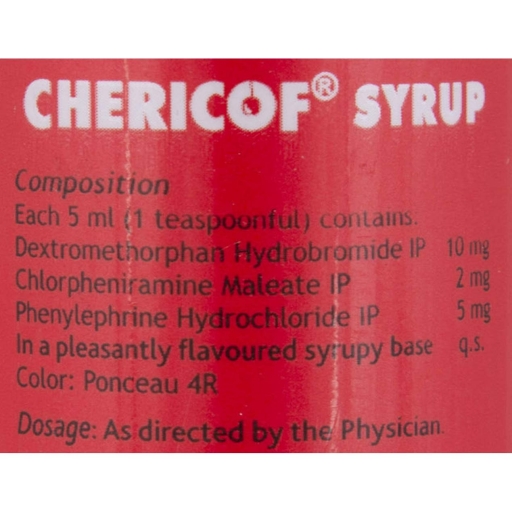 CHERICOF® SYRUP
Composition
Each 5 ml (1 teaspoonful) contains:
Dextromethorphan Hydrobromide IP 10 mg
Chlorpheniramine Maleate IP 2 mg
Phenylephrine Hydrochloride IP 5 mg
In a pleasantly flavoured syrupy base q.s.
Color: Ponceau 4R
Dosage: As directed by the Physician.